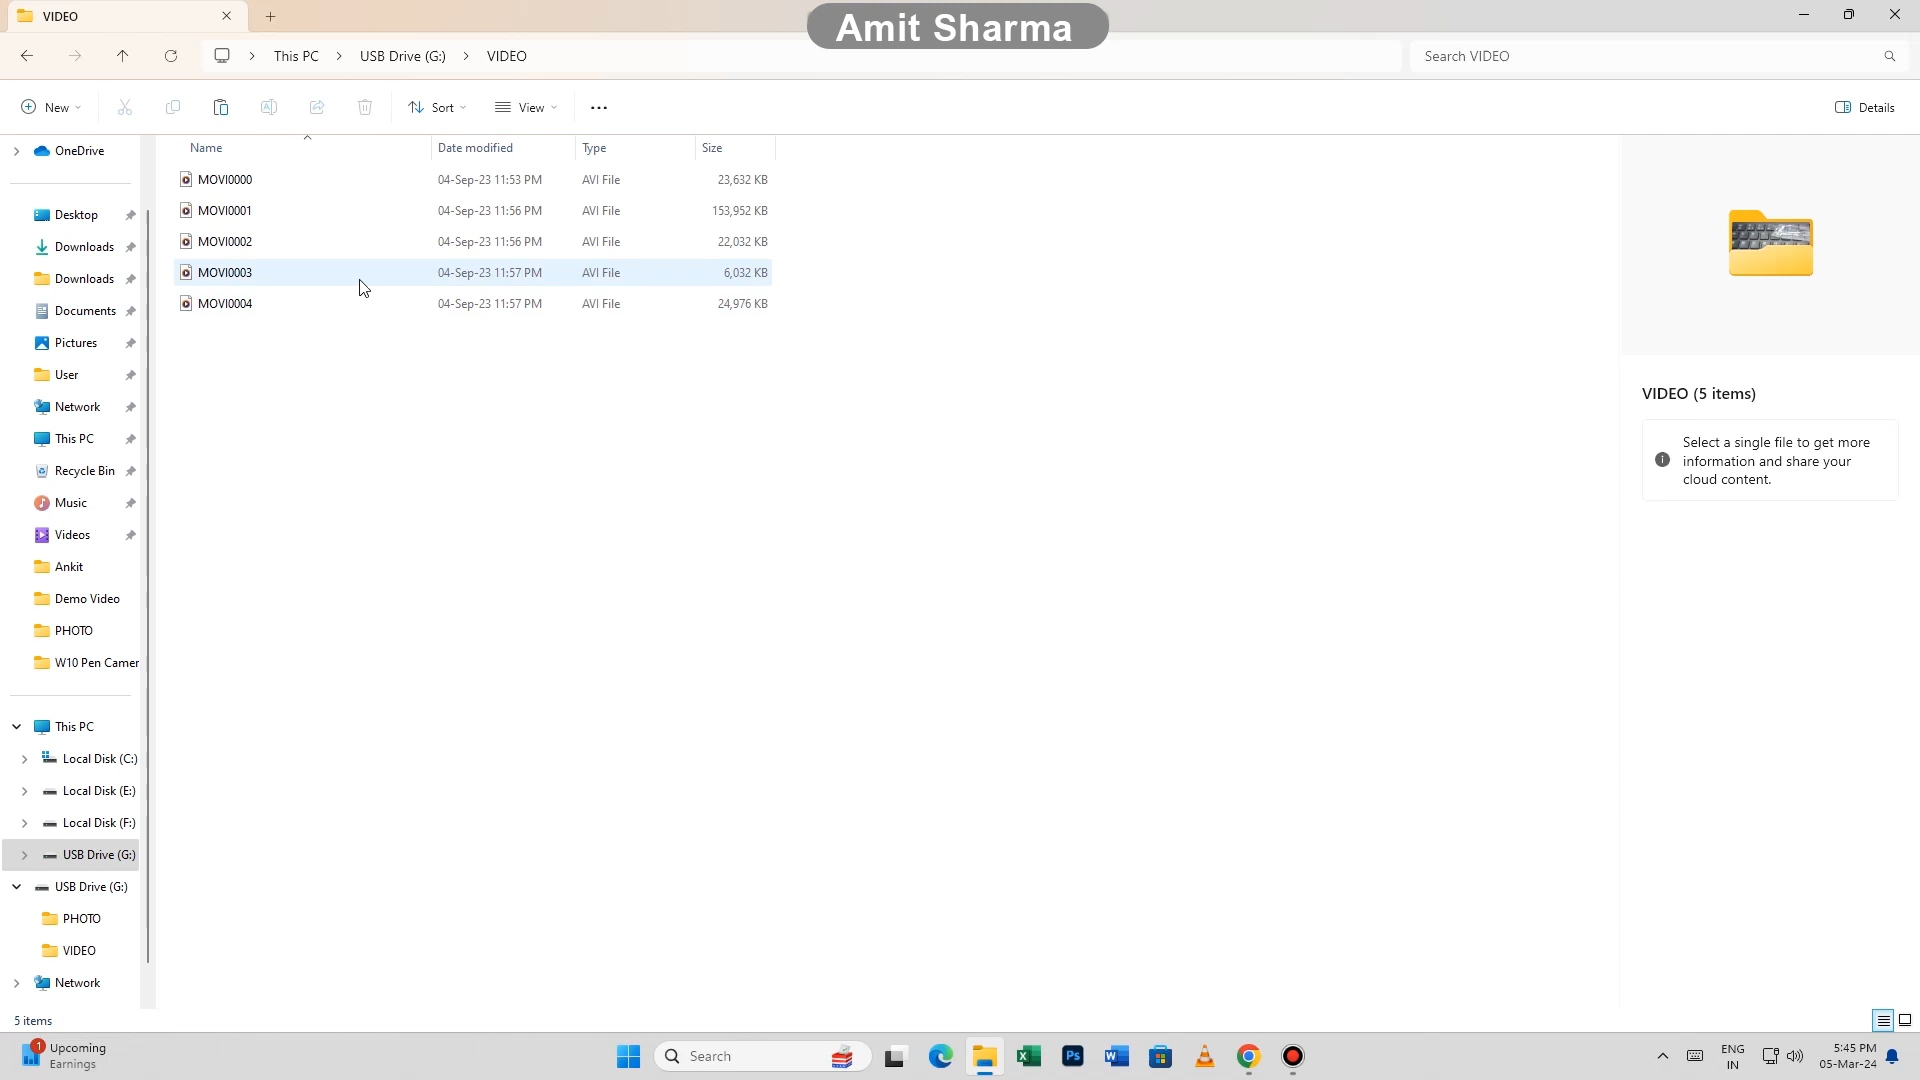 VIDEO
Amit Sharma
This PC > USB Drive (G:) > VIDEO
Search VIDEO
New
Sort
View
Details
Name Date modified Type Size
MOVI0000 04-Sep-23 11:53 PM AVI File 23,632 KB
MOVI0001 04-Sep-23 11:56 PM AVI File 153,952 KB
MOVI0002 04-Sep-23 11:56 PM AVI File 22,032 KB
MOVI0003 04-Sep-23 11:57 PM AVI File 6,032 KB
MOVI0004 04-Sep-23 11:57 PM AVI File 24,976 KB
OneDrive
Desktop
Downloads
Downloads
Documents
Pictures
User
Network
This PC
Recycle Bin
Music
Videos
Ankit
Demo Video
PHOTO
W10 Pen Camer
This PC
Local Disk (C:)
Local Disk (E:)
Local Disk (F:)
USB Drive (G:)
USB Drive (G:)
PHOTO
VIDEO
Network
VIDEO (5 items)
Select a single file to get more
information and share your
cloud content.
5 items
1
Upcoming
Earnings
Search
Ps
ENG
IN
5:45 PM
05-Mar-24